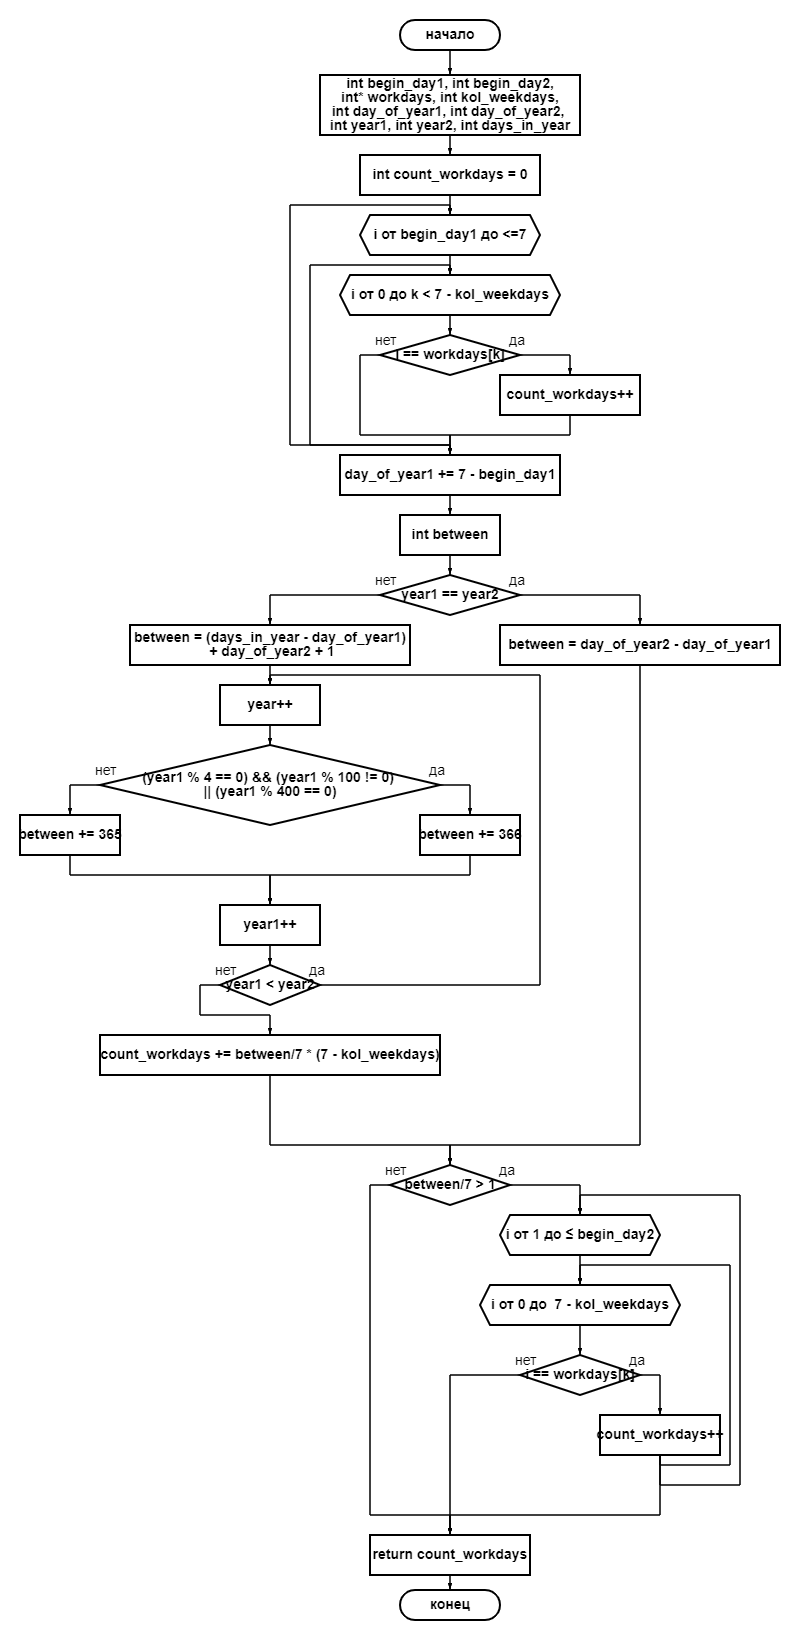 начало
int begin_day1, int begin_day2,
int* workdays, int kol_weekdays,
int day_of_year1, int day_of_year2,
int year1, int year2, int days_in_year
int count_workdays = 0
i от begin_day1 до <=7
i от 0 до k < 7 - kol_weekdays
нет
да
i == workdays[k]
count_workdays++
day_of_year1 += 7 - begin_day1
int between
нет
да
year1 == year2
between = (days_in_year - day_of_year1)
+ day_of_year2 + 1
between = day_of_year2 - day_of_year1
year++
нет
да
(year1 % 4 == 0) && (year1 % 100 != 0)
|| (year1 % 400 == 0)
between += 365
between += 366
year1++
нет
да
year1 < year2
count_workdays += between/7 * (7 - kol_weekdays)
нет
да
between/7 > 1
i от 1 до ≤ begin_day2
i от 0 до  7 - kol_weekdays
нет
да
i == workdays[k]
count_workdays++
return count_workdays
конец